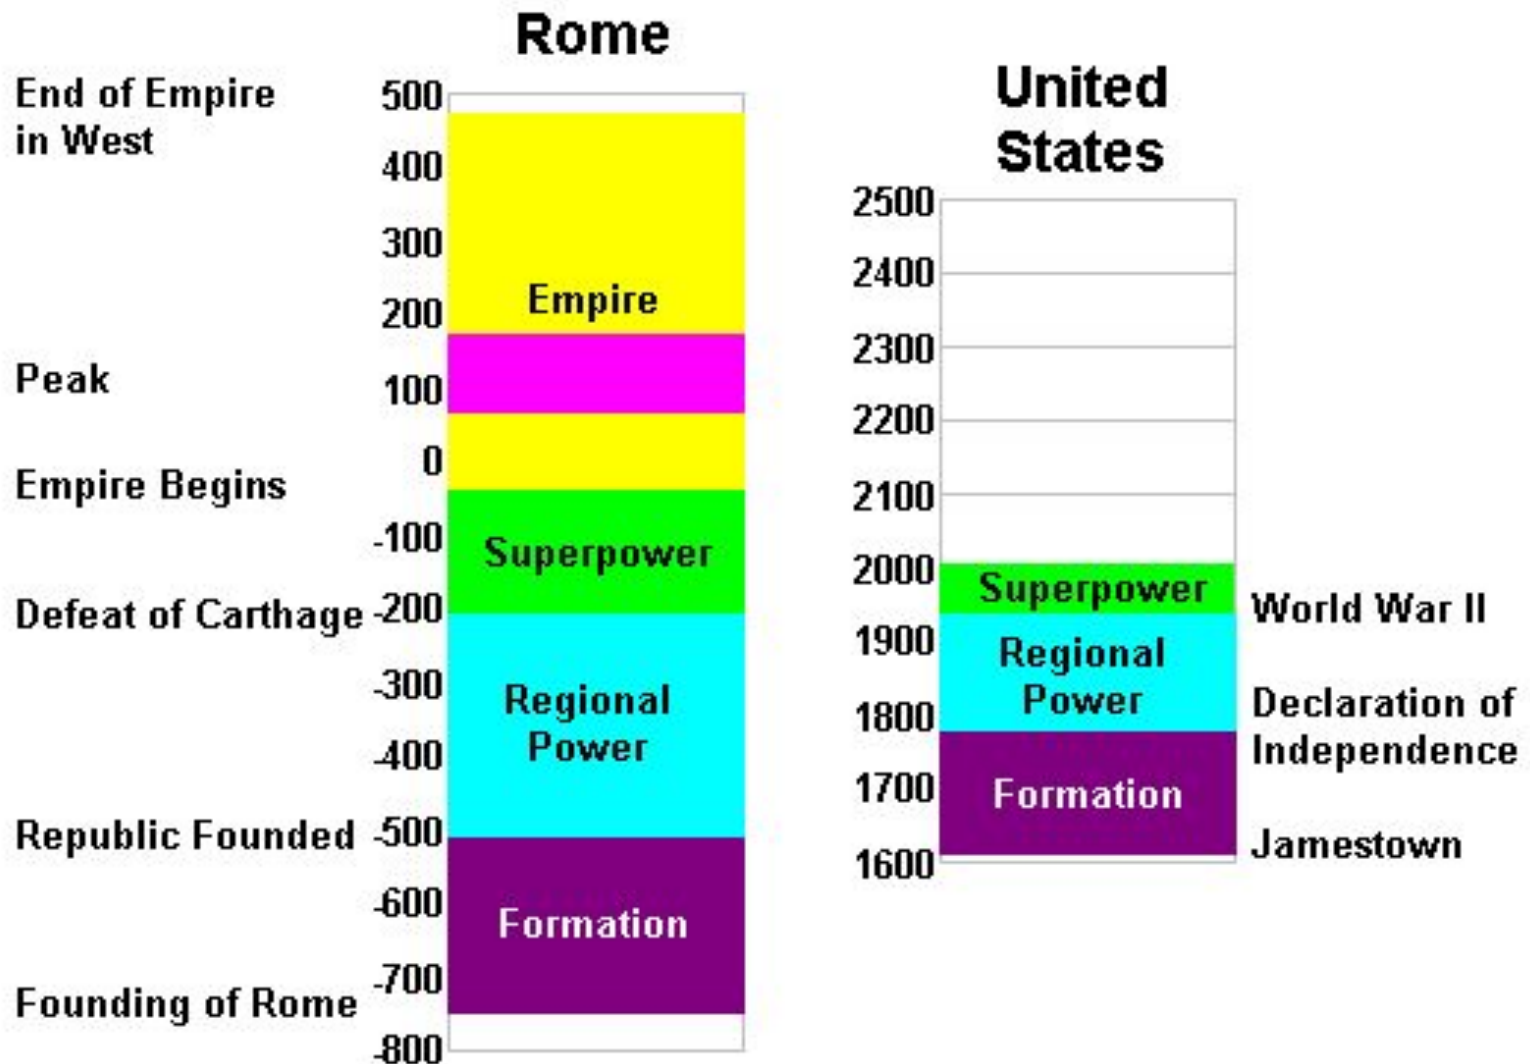 Rome
End of Empire
in West
500
400
300
200
100
0
-100
-200
-300
-400
-500
-600
-700
-800
Peak
Empire Begins
Defeat of Carthage
Republic Founded
Founding of Rome
Empire
Superpower
Regional
Power
Formation
United
States
2500
2400
2300
2200
2100
2000
1900
1800
1700
1600
Superpower
Regional
Power
Formation
World War II
Declaration of
Independence
Jamestown